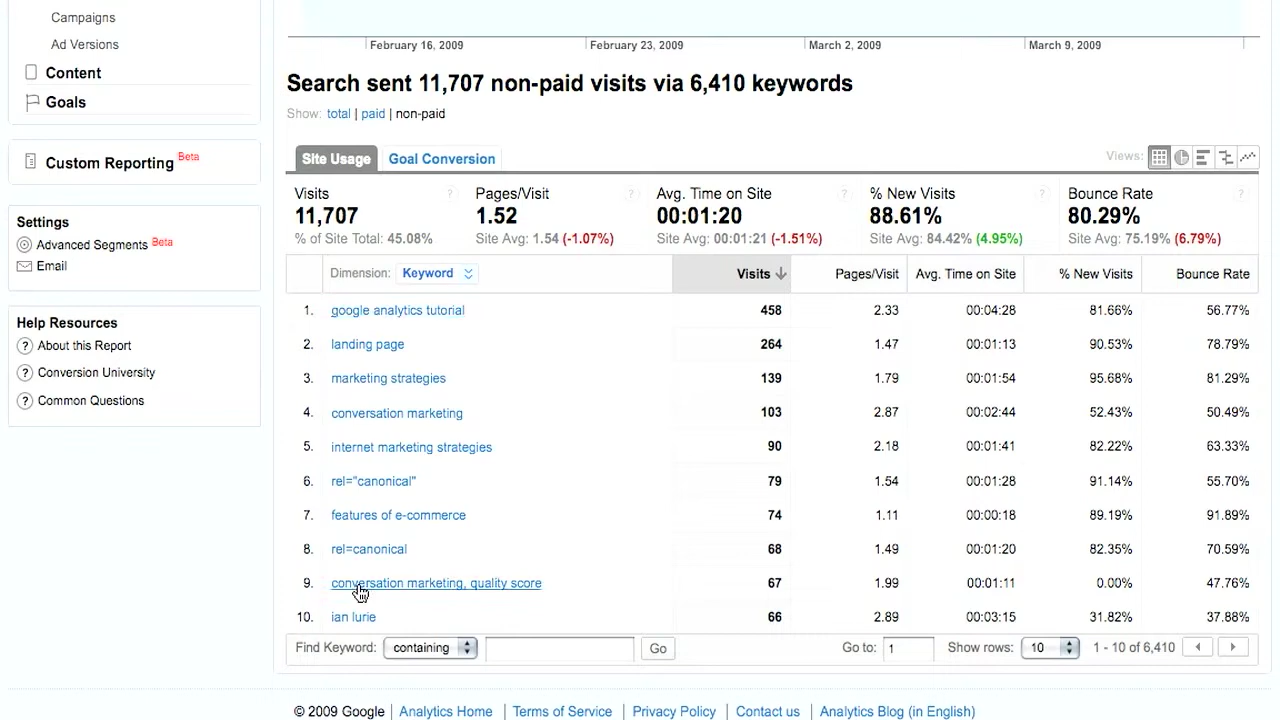 Campaigns
Ad Versions
Content
Goals
Custom Reporting Beta
Settings
Advanced Segments Beta
Email
Help Resources
? About this Report
? Conversion University
? Common Questions
February 16, 2009 February 23, 2009 March 2, 2009 March 9, 2009
Search sent 11,707 non-paid visits via 6,410 keywords
Show: total | paid | non-paid
Site Usage Goal Conversion Views:
Visits ? Pages/Visit ? Avg. Time on Site ? % New Visits ? Bounce Rate ?
11,707 1.52 00:01:20 88.61% 80.29%
% of Site Total: 45.08% Site Avg: 1.54 (-1.07%) Site Avg: 00:01:21 (-1.51%) Site Avg: 84.42% (4.95%) Site Avg: 75.19% (6.79%)
Dimension: Keyword Visits Pages/Visit Avg. Time on Site % New Visits Bounce Rate
1. google analytics tutorial 458 2.33 00:04:28 81.66% 56.77%
2. landing page 264 1.47 00:01:13 90.53% 78.79%
3. marketing strategies 139 1.79 00:01:54 95.68% 81.29%
4. conversation marketing 103 2.87 00:02:44 52.43% 50.49%
5. internet marketing strategies 90 2.18 00:01:41 82.22% 63.33%
6. rel="canonical" 79 1.54 00:01:28 91.14% 55.70%
7. features of e-commerce 74 1.11 00:00:18 89.19% 91.89%
8. rel=canonical 68 1.49 00:01:20 82.35% 70.59%
9. conversation marketing, quality score 67 1.99 00:01:11 0.00% 47.76%
10. ian lurie 66 2.89 00:03:15 31.82% 37.88%
Find Keyword: containing Go Go to: 1 Show rows: 10 1 - 10 of 6,410
© 2009 Google | Analytics Home | Terms of Service | Privacy Policy | Contact us | Analytics Blog (in English)